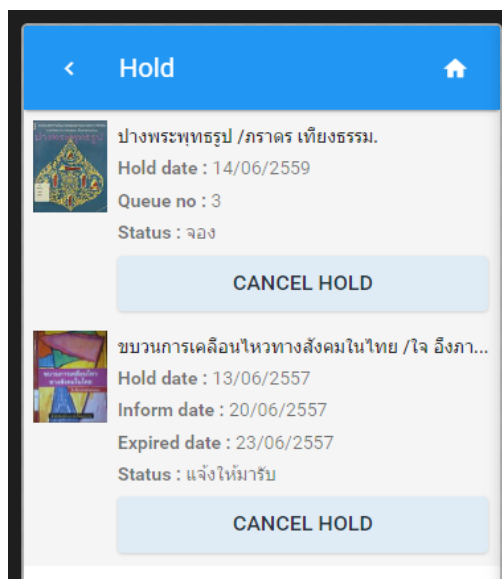 Hold
ปางพระพุทธรูป /ภราดร เที่ยงธรรม.
Hold date : 14/06/2559
Queue no : 3
Status : จอง
CANCEL HOLD
ขบวนการเคลื่อนไหวทางสังคมในไทย /ใจ อึ๊งภา...
Hold date : 13/06/2557
Inform date : 20/06/2557
Expired date : 23/06/2557
Status : แจ้งให้มารับ
CANCEL HOLD